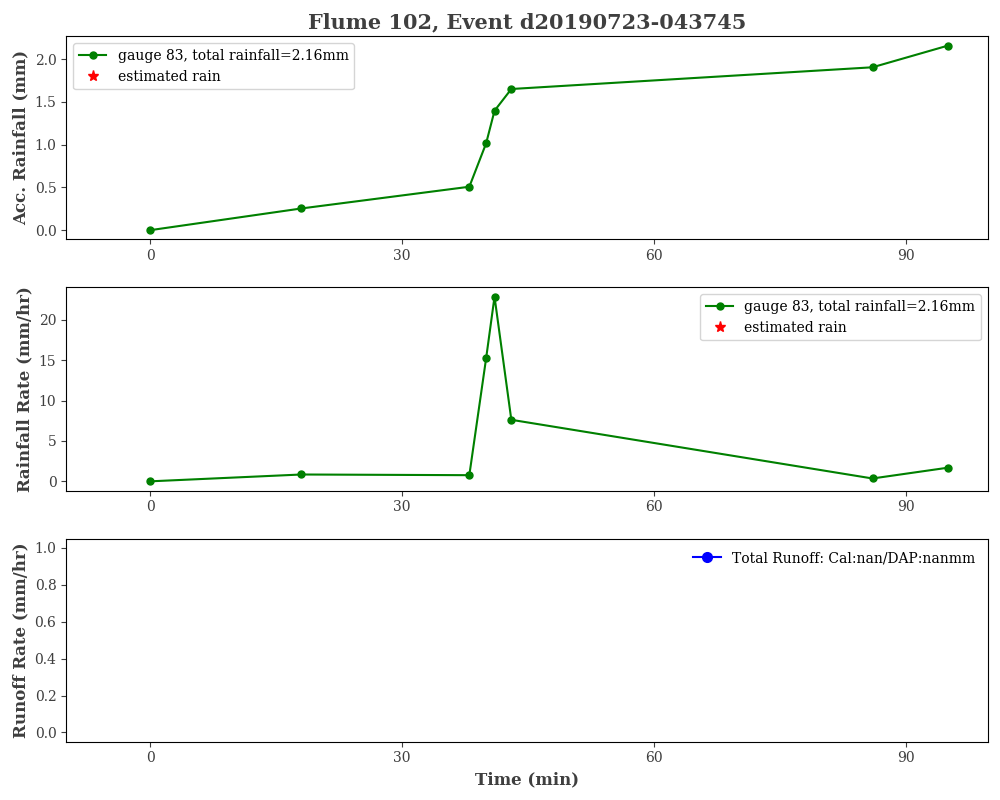 Flume 102, Event d20190723-043745
Acc. Rainfall (mm)
2.0
1.5
1.0
0.5
0.0
gauge 83, total rainfall=2.16mm
estimated rain
0 30 60 90
Rainfall Rate (mm/hr)
20
15
10
5
0
gauge 83, total rainfall=2.16mm
estimated rain
0 30 60 90
Runoff Rate (mm/hr)
1.0
0.8
0.6
0.4
0.2
0.0
Total Runoff: Cal:nan/DAP:nanmm
0 30 60 90
Time (min)